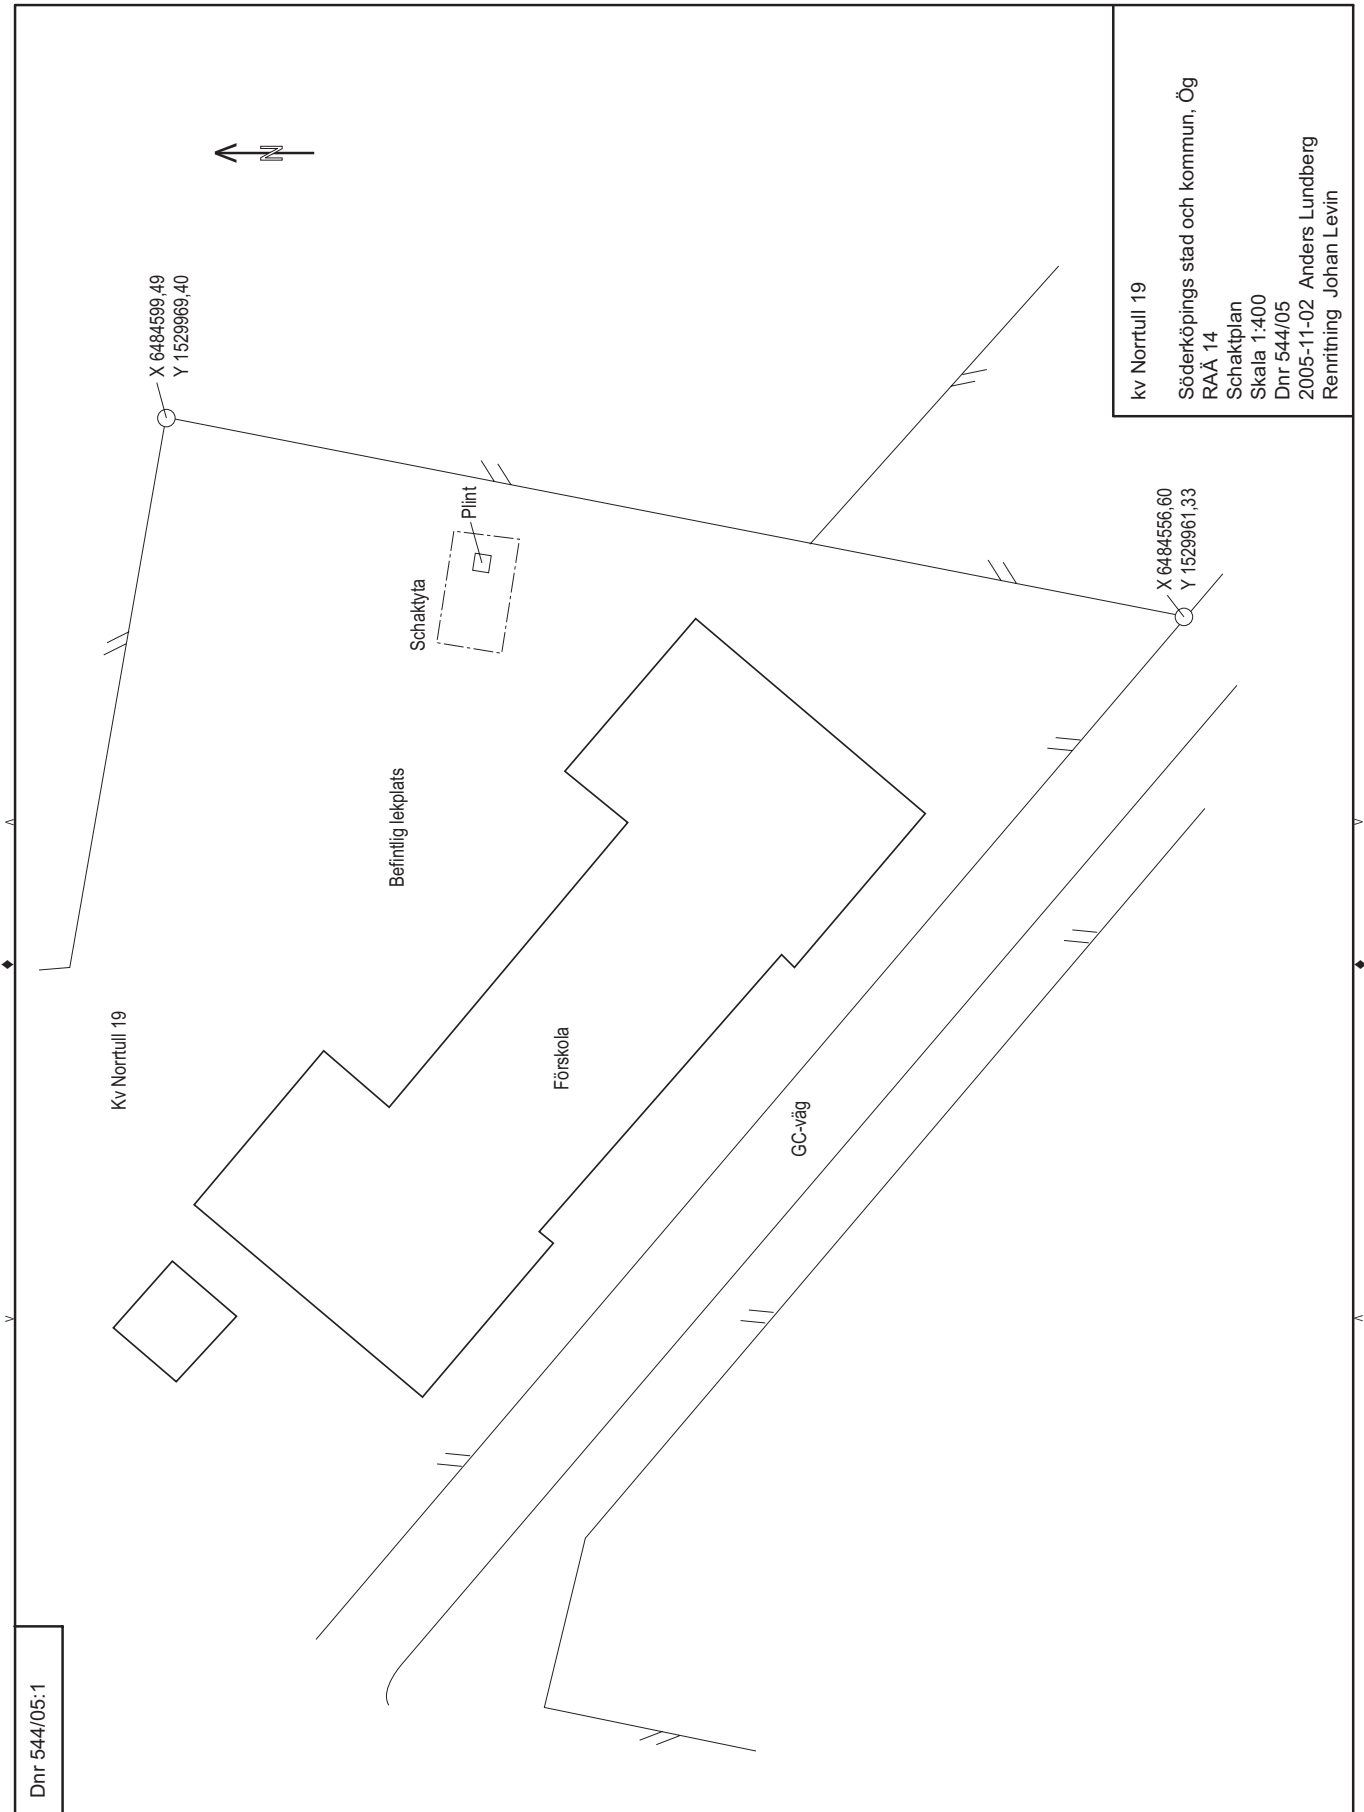 Dnr 544/05:1
N
X 6484599,49
Y 1529969,40
Kv Norrtull 19
Befintlig lekplats
Schaktyta
Plint
Förskola
GC-väg
X 6484556,60
Y 1529961,33
kv Norrtull 19
Söderköpings stad och kommun, Ög
RAÄ 14
Schaktplan
Skala 1:400
Dnr 544/05
2005-11-02 Anders Lundberg
Renritning Johan Levin